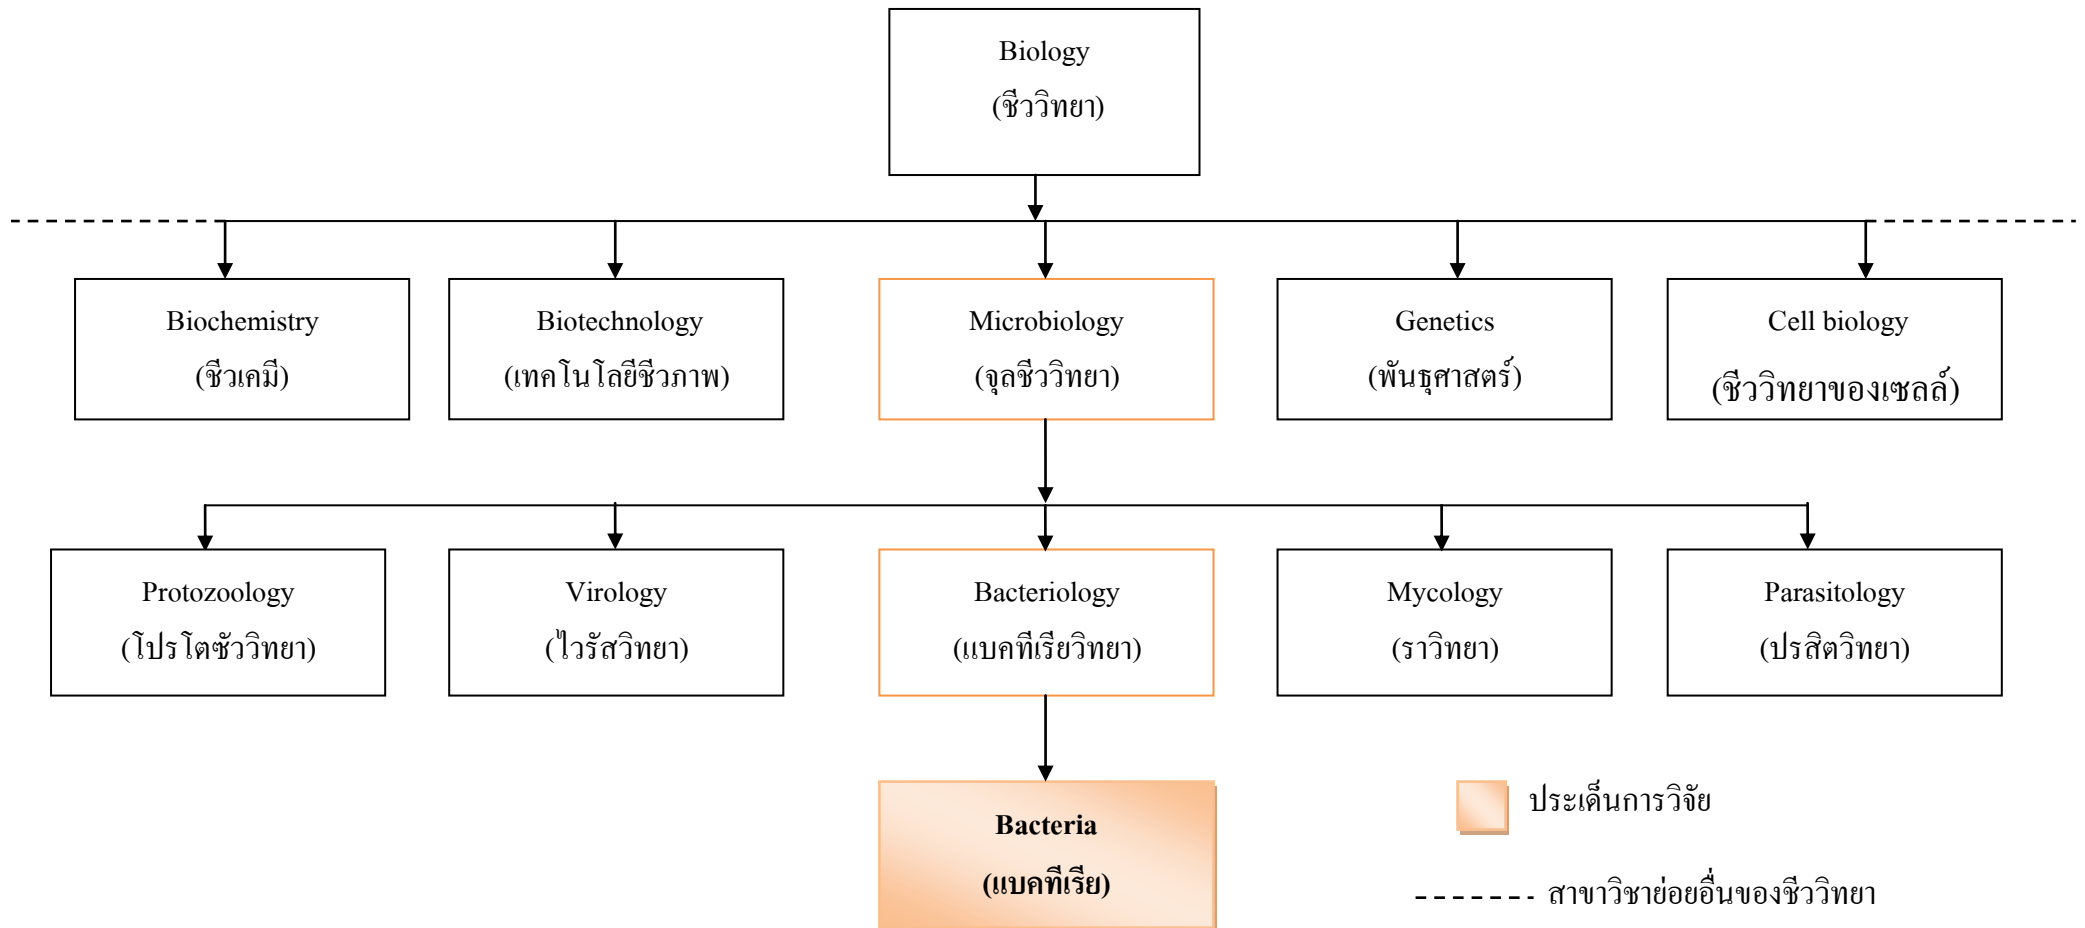 Biology
(ชีววิทยา)
Biochemistry
(ชีวเคมี)
Biotechnology
(เทคโนโลยีชีวภาพ)
Microbiology
(จุลชีววิทยา)
Genetics
(พันธุศาสตร์)
Cell biology
(ชีววิทยาของเซลล์)
Protozoology
(โปรโตซัววิทยา)
Virology
(ไวรัสวิทยา)
Bacteriology
(แบคทีเรียวิทยา)
Mycology
(ราวิทยา)
Parasitology
(ปรสิตวิทยา)
Bacteria
(แบคทีเรีย)
ประเด็นการวิจัย
สาขาวิชาย่อยอื่นของชีววิทยา